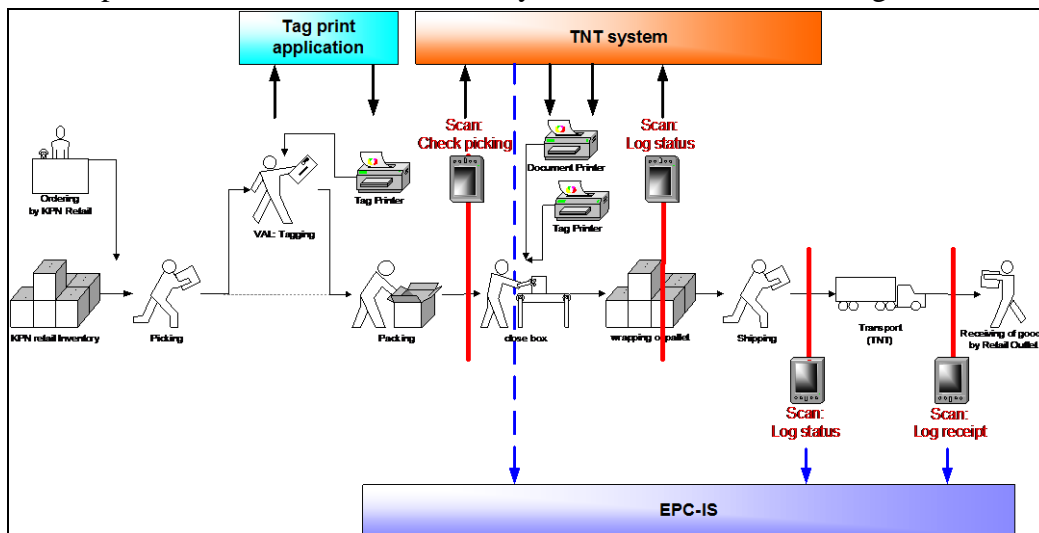 Tag print
application
TNT system
Scan:
Check picking
Scan:
Log status
Document Printer
Tag Printer
Tag Printer
Ordering
by KPN Retail
VAL: Tagging
KPN retail Inventory
Picking
Packing
close box
wrapping of pallet
Shipping
Transport
(TNT)
Receiving of good
by Retail Outlet
Scan:
Log status
Scan:
Log receipt
EPC-IS